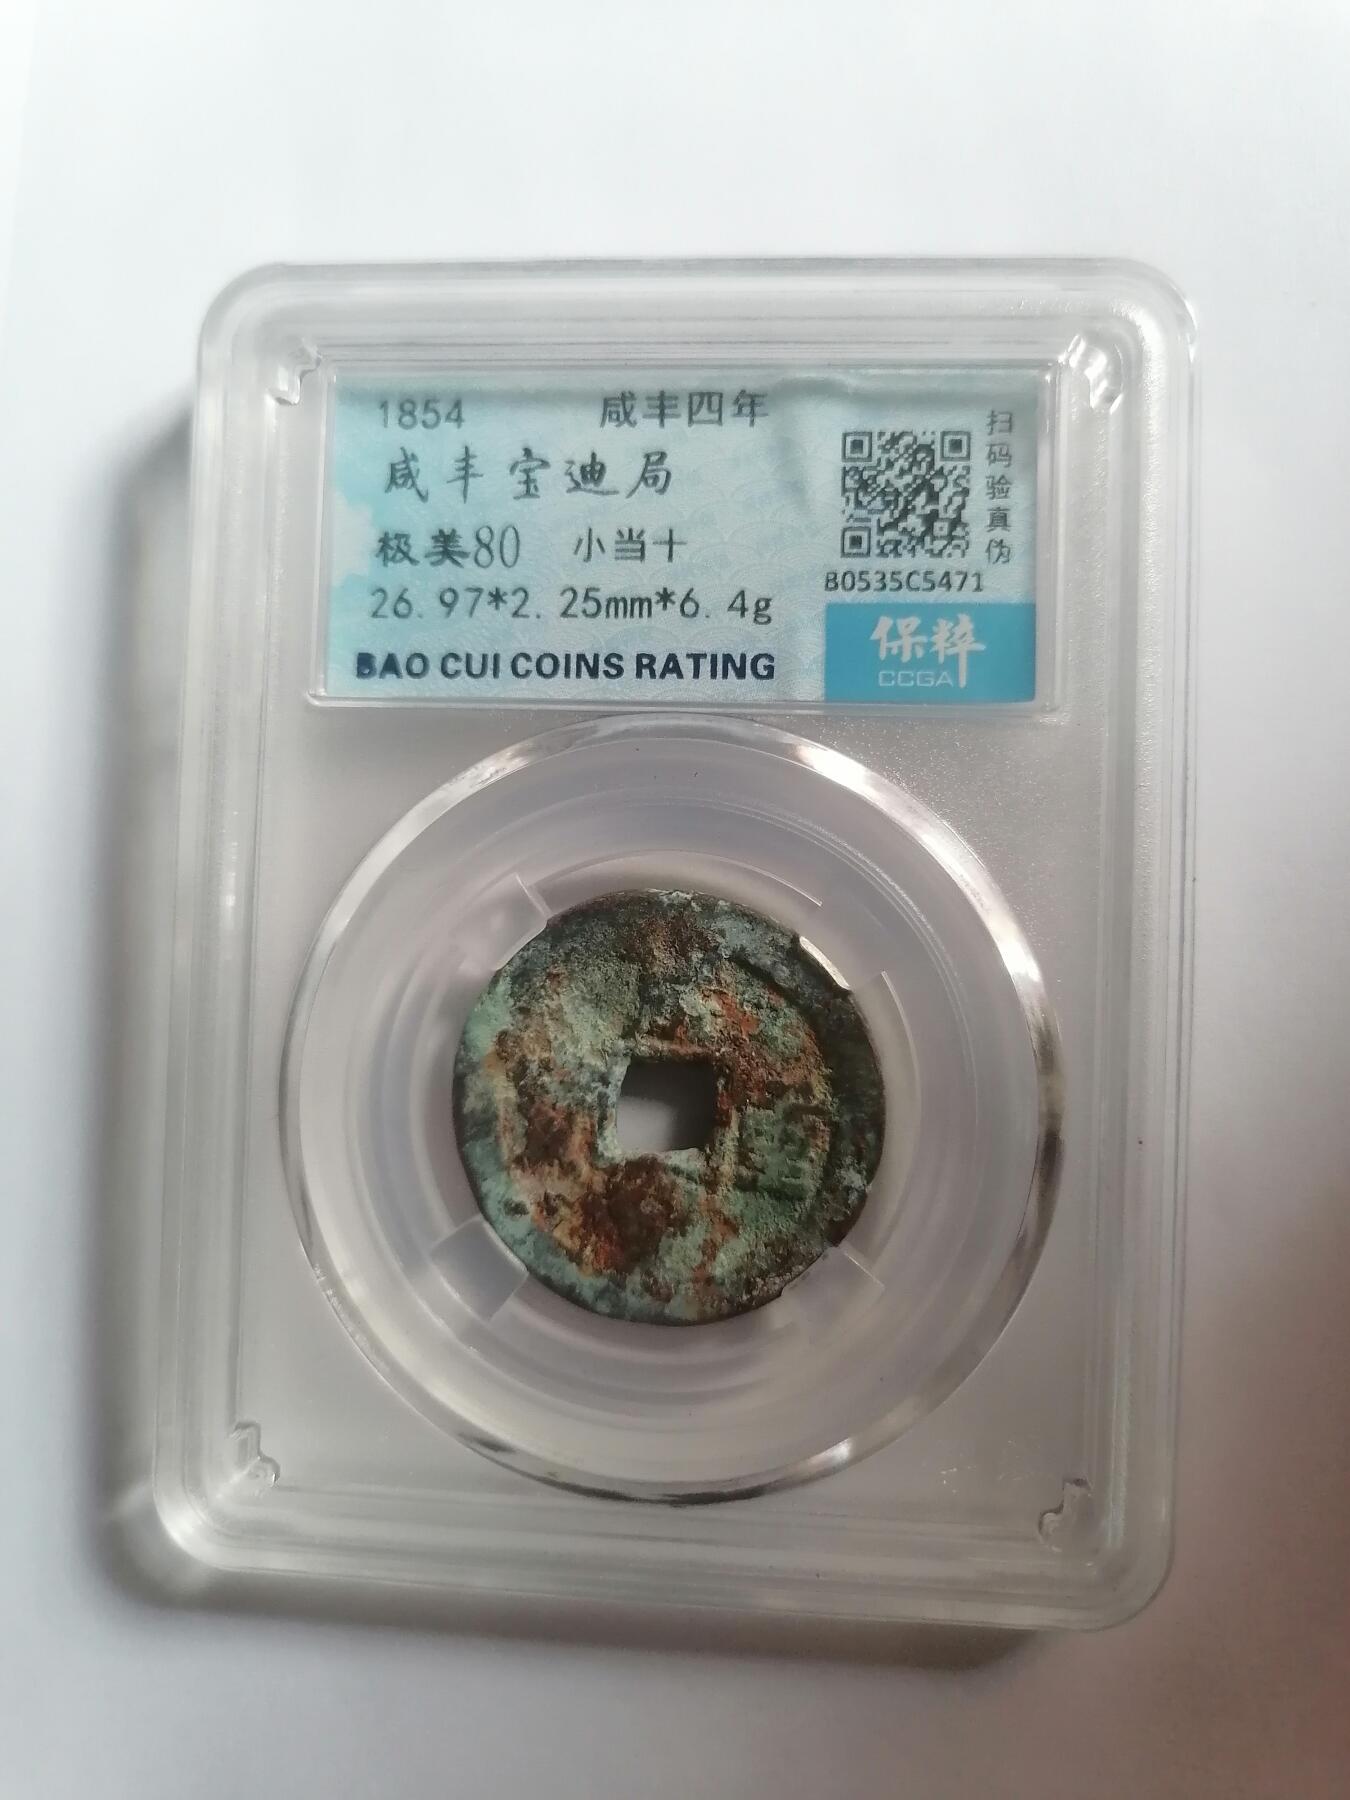 1854 咸丰四年
咸丰宝迪局
极美80 小当十
26.97*2.25mm*6.4g
BAO CUI COINS RATING
扫码验真伪
B0535C5471
保粹
CCGA